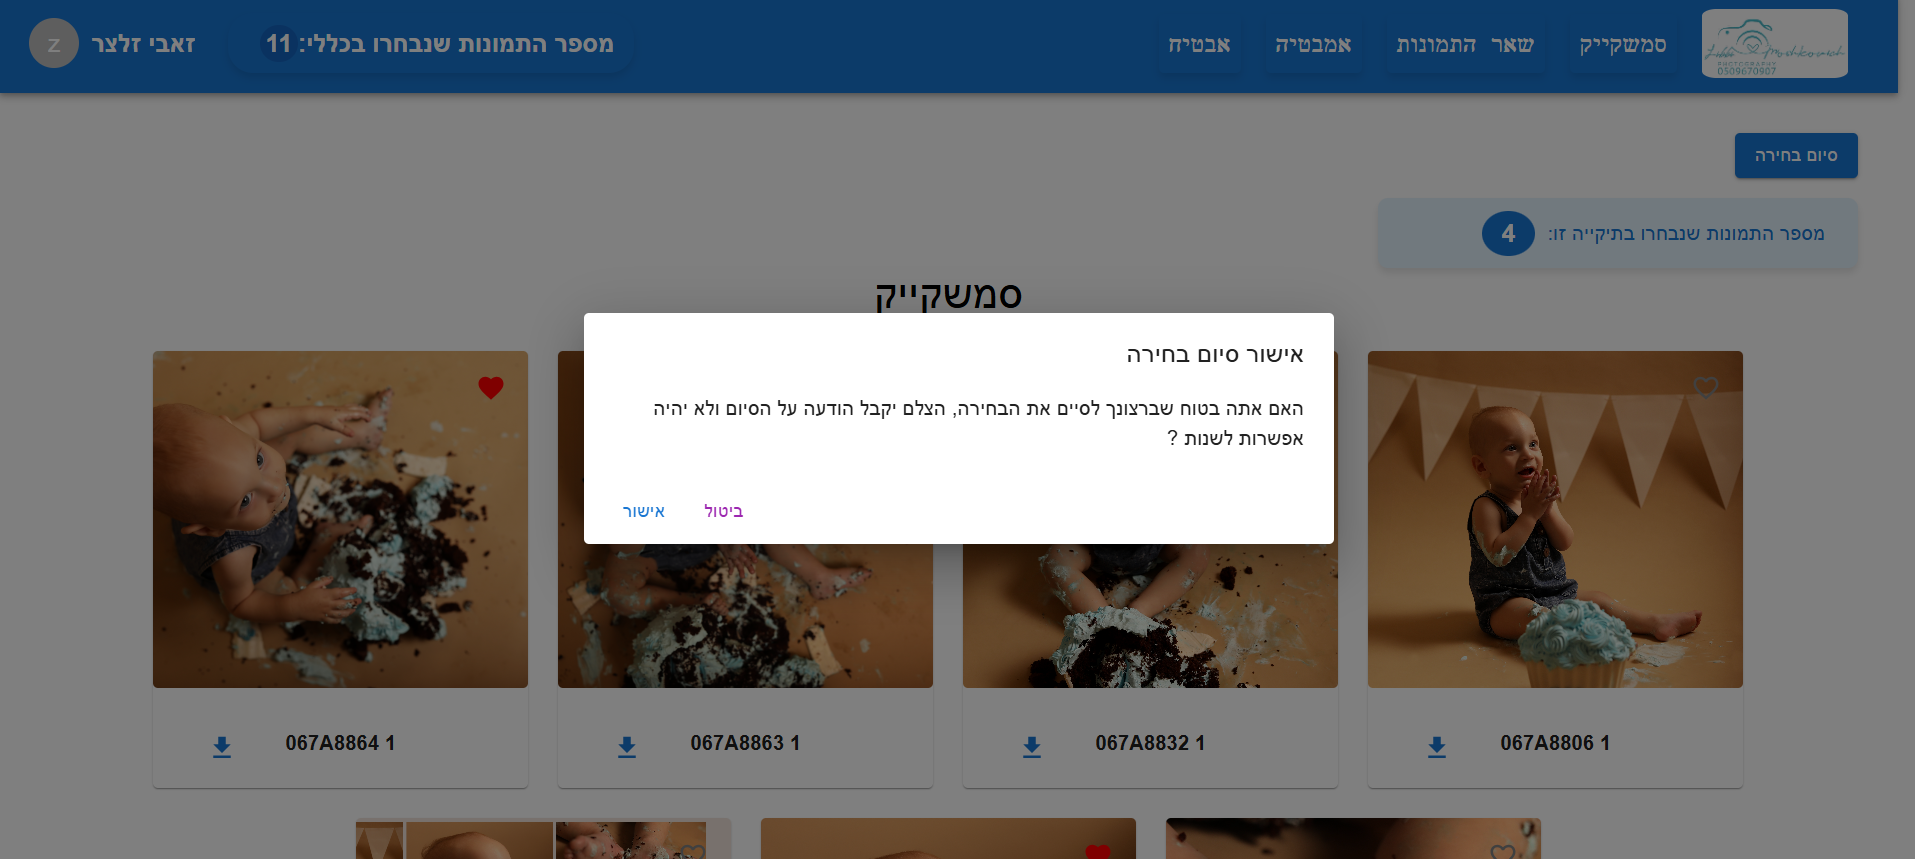 סמשקייק
שאר התמונות
אמבטיה
אבטיח
מספר התמונות שנבחרו בכללי: 11
זאבי זלצר
Z
PHOTOGRAPHY
0509670907
סיום בחירה
מספר התמונות שנבחרו בתיקייה זו: 4
סמשקייק
אישור סיום בחירה
האם אתה בטוח שברצונך לסיים את הבחירה, הצלם יקבל הודעה על הסיום ולא יהיה
אפשרות לשנות ?
ביטול
אישור
067A8806 1
067A8832 1
067A8863 1
067A8864 1